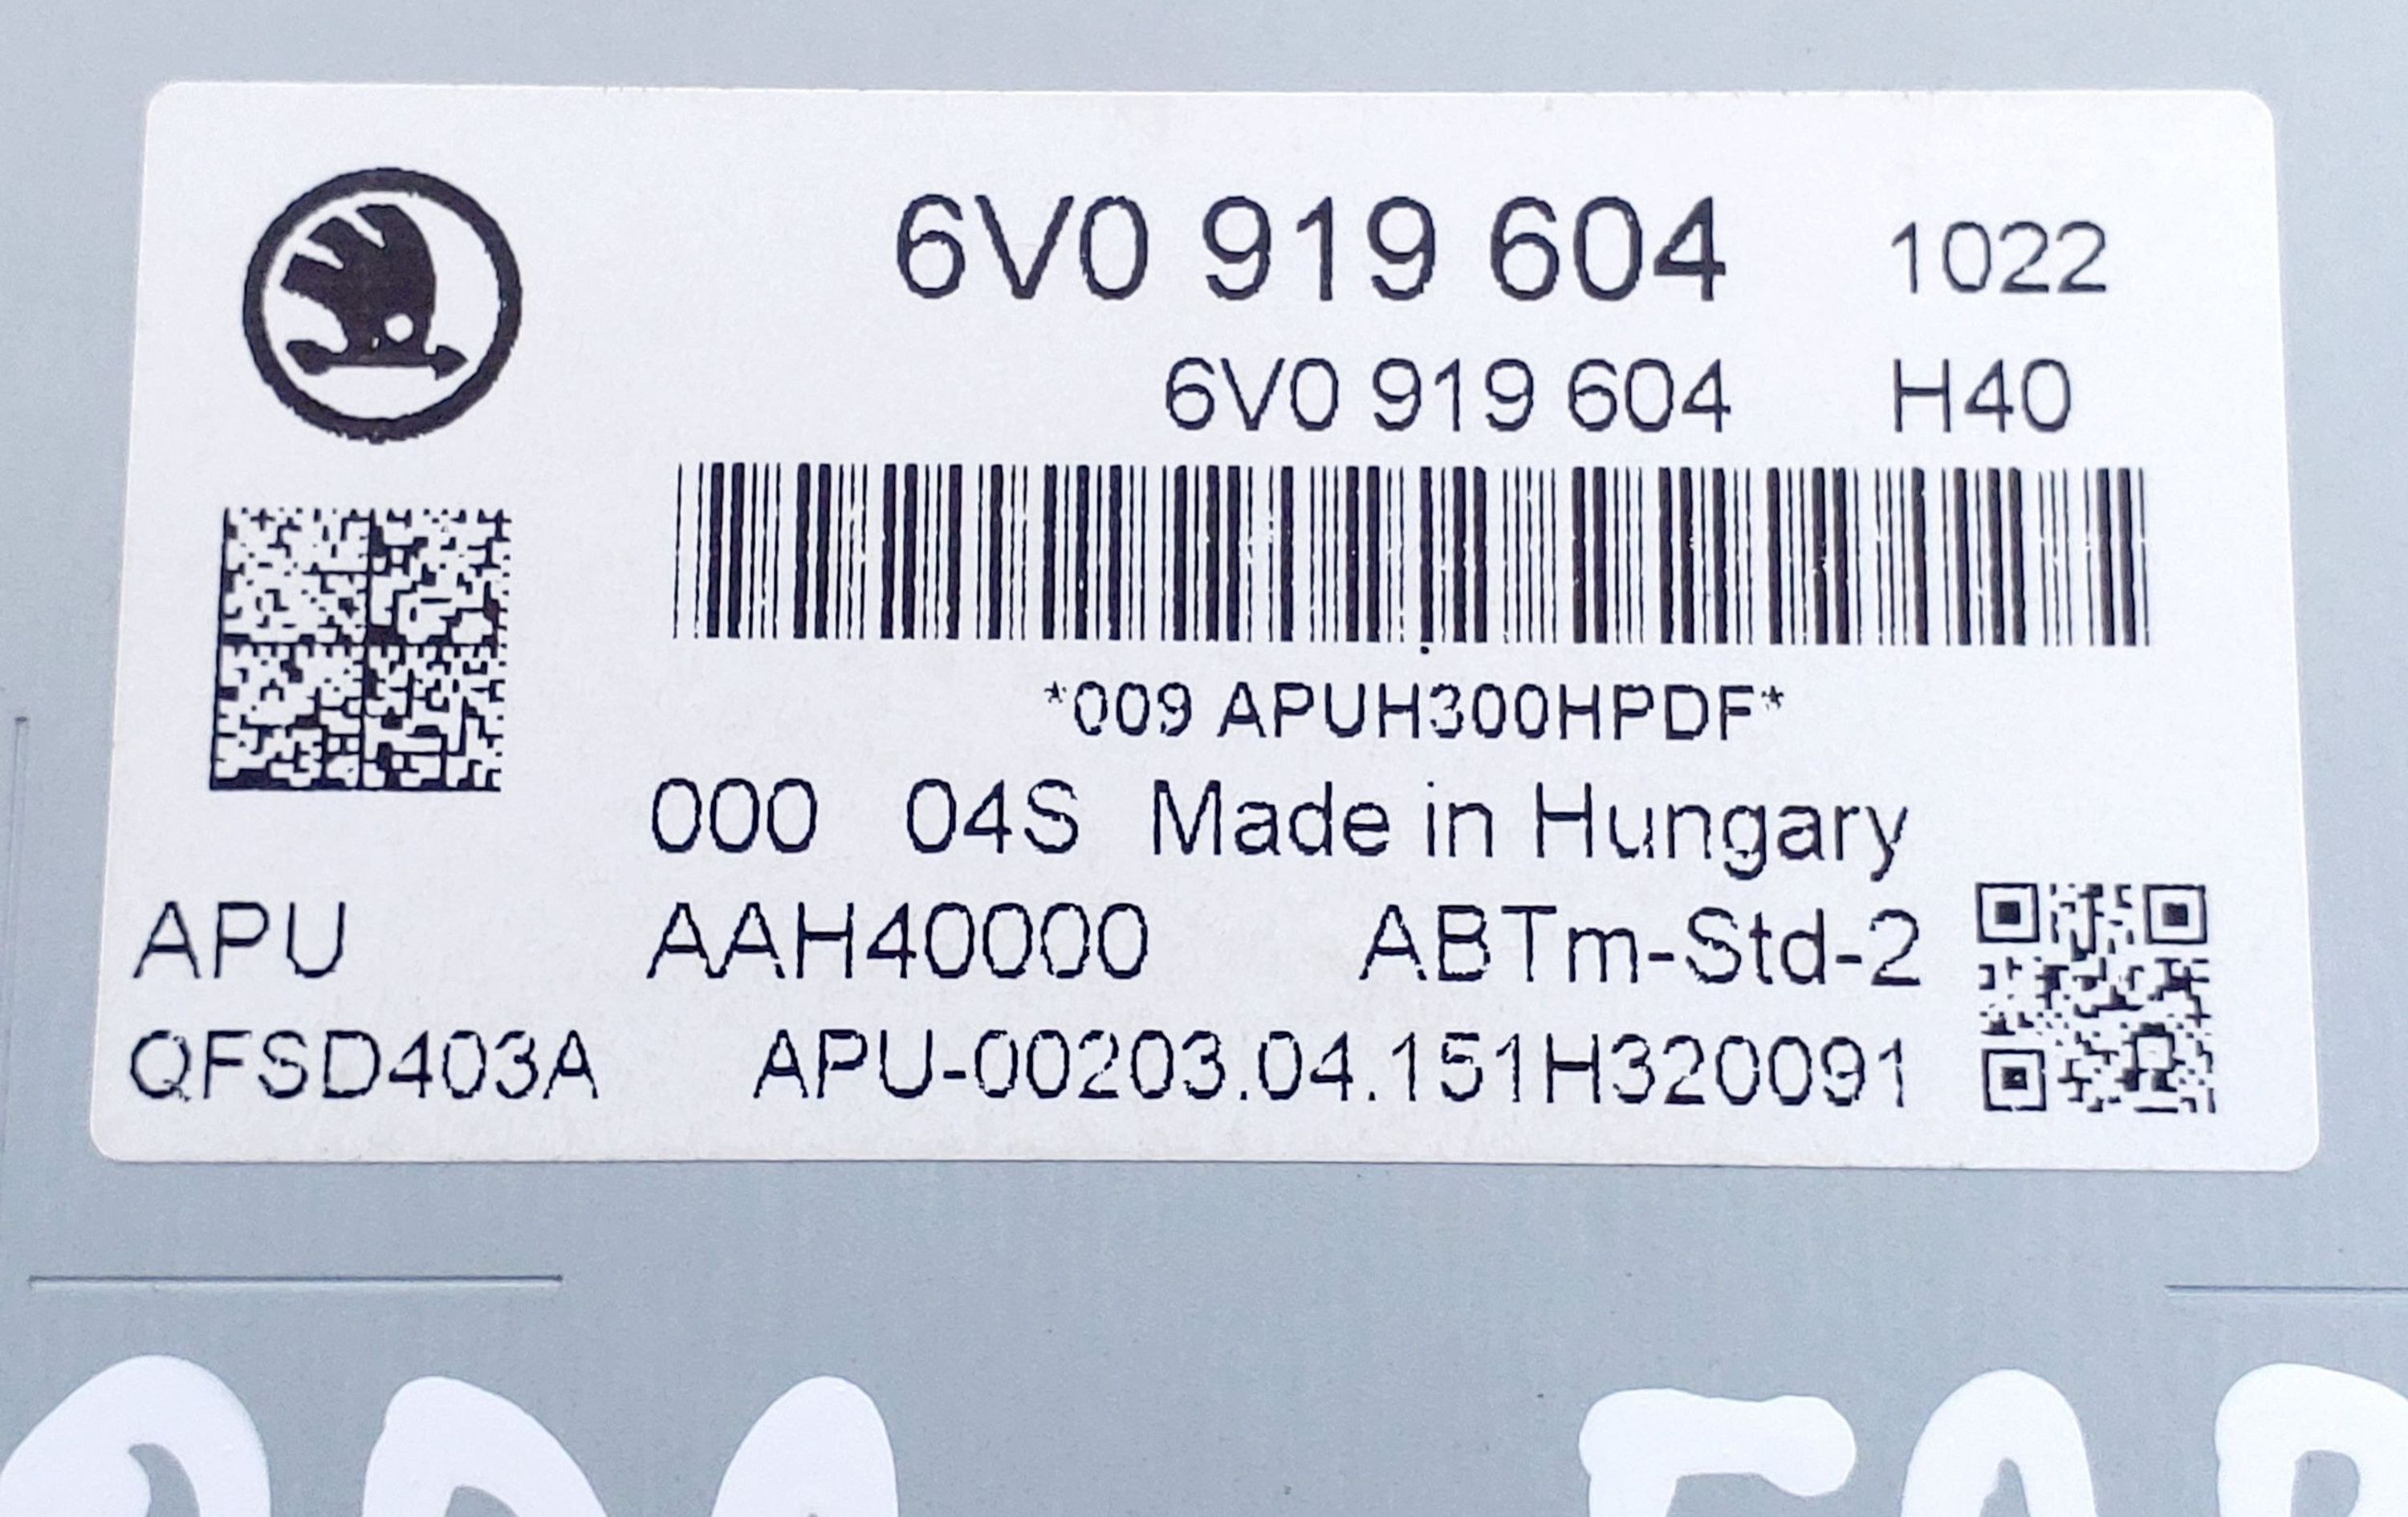 6V0 919 604 1022
6V0 919 604 H40
*009 APUH300HPDF*
000 04S Made in Hungary
APU AAH40000 ABTm-Std-2
QFSD403A APU-00203.04.151H320091